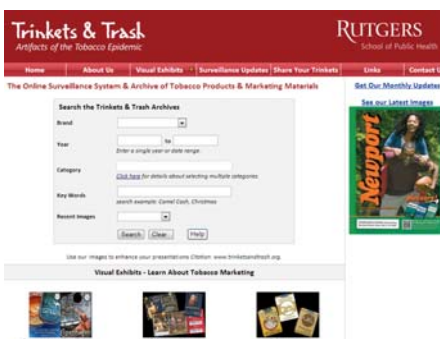 Trinkets & Trash
Artifacts of the Tobacco Epidemic
RUTGERS
School of Public Health
Home
About Us
Visual Exhibits
Surveillance Updates
Share Your Trinkets
Links
Contact U
The Online Surveillance System & Archive of Tobacco Products & Marketing Materials
Get Our Monthly Updates
See our Latest Images
Search the Trinkets & Trash Archives
Brand
Year
to
Enter a single year or date range.
Category
Click here for details about selecting multiple categories
Key Words
search example: Camel Cash, Christmas
Recent Images
Search
Clear
Help
Newport
Use our images to enhance your presentations Citation: www.trinketsandtrash.org.
Visual Exhibits - Learn About Tobacco Marketing